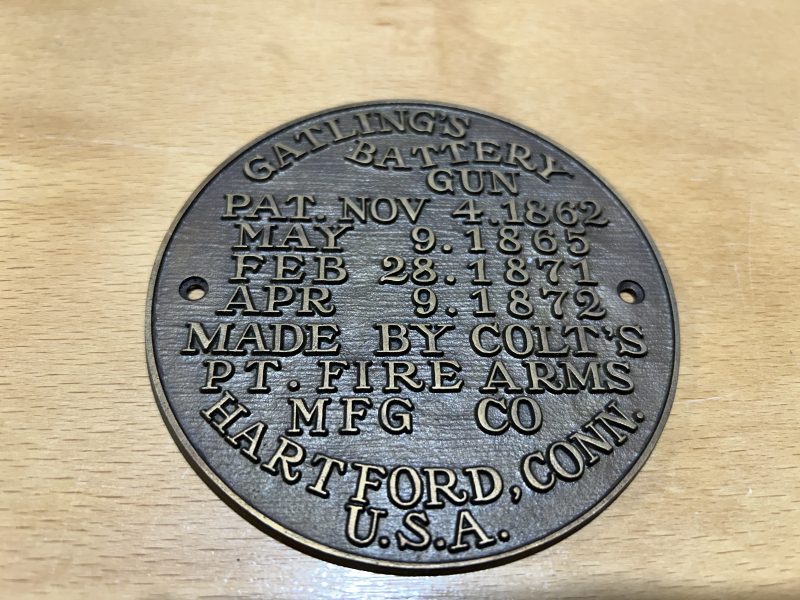 GATLING'S
BATTERY
GUN
PAT. NOV 4.1862
MAY 9.1865
FEB 28.1871
APR 9.1872
MADE BY COLT'S
PT. FIRE ARMS
MFG CO
HARTFORD, CONN.
U.S.A.